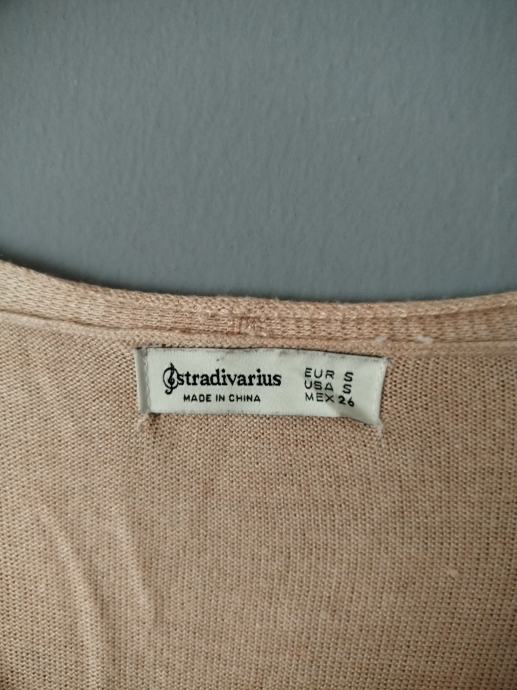 stradivarius
MADE IN CHINA
EUR S
USA S
MEX 26